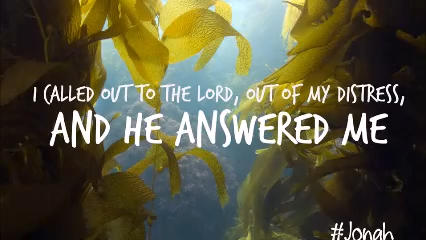 I CALLED OUT TO THE LORD, OUT OF MY DISTRESS,
AND HE ANSWERED ME
#Jonah